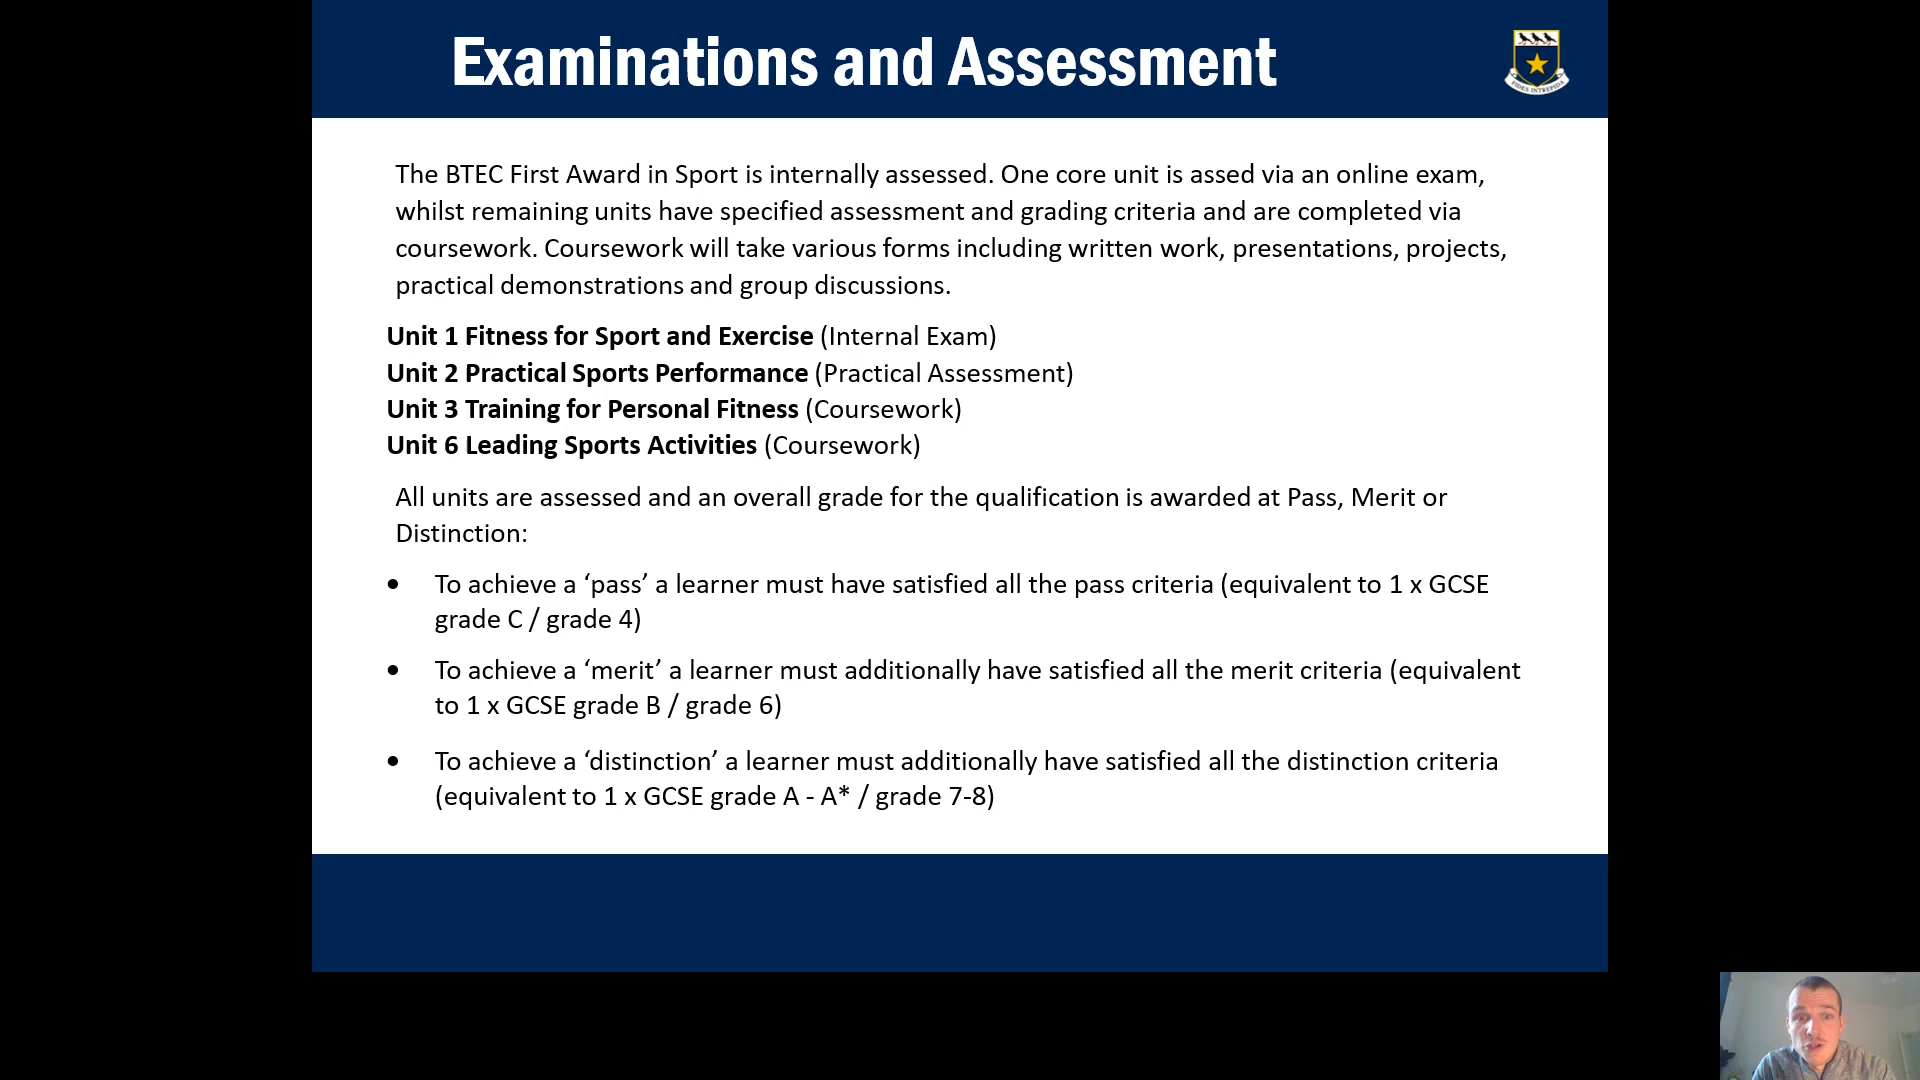 Examinations and Assessment
The BTEC First Award in Sport is internally assessed. One core unit is assed via an online exam,
whilst remaining units have specified assessment and grading criteria and are completed via
coursework. Coursework will take various forms including written work, presentations, projects,
practical demonstrations and group discussions.
Unit 1 Fitness for Sport and Exercise (Internal Exam)
Unit 2 Practical Sports Performance (Practical Assessment)
Unit 3 Training for Personal Fitness (Coursework)
Unit 6 Leading Sports Activities (Coursework)
All units are assessed and an overall grade for the qualification is awarded at Pass, Merit or
Distinction:
• To achieve a ‘pass’ a learner must have satisfied all the pass criteria (equivalent to 1 x GCSE
grade C / grade 4)
• To achieve a ‘merit’ a learner must additionally have satisfied all the merit criteria (equivalent
to 1 x GCSE grade B / grade 6)
• To achieve a ‘distinction’ a learner must additionally have satisfied all the distinction criteria
(equivalent to 1 x GCSE grade A - A* / grade 7-8)